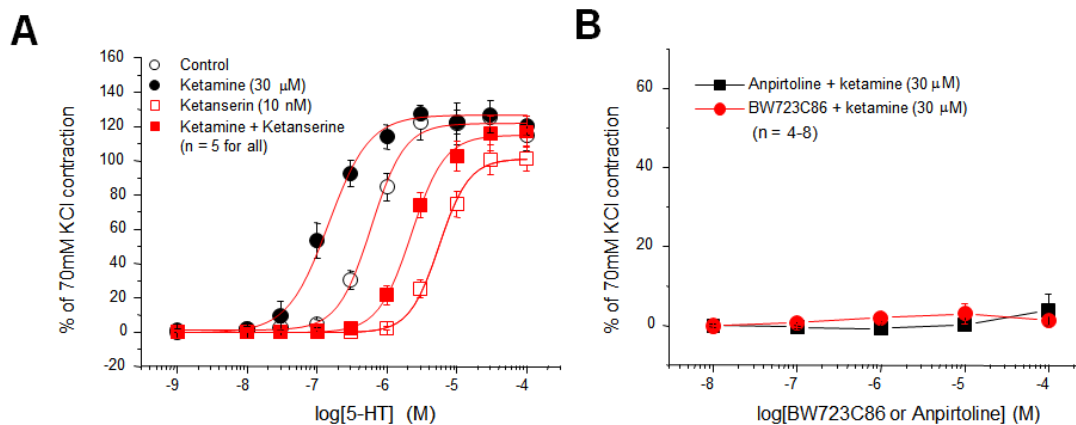 A
160
140
120
100
80
60
40
20
0
-20
% of 70mM KCl contraction
Control
Ketamine (30 μM)
Ketanserin (10 nM)
Ketamine + Ketanserine
(n = 5 for all)
-9 -8 -7 -6 -5 -4
log[5-HT] (M)
B
60
40
20
0
% of 70mM KCl contraction
Anpirtoline + ketamine (30 μM)
BW723C86 + ketamine (30 μM)
(n = 4-8)
-8 -7 -6 -5 -4
log[BW723C86 or Anpirtoline] (M)